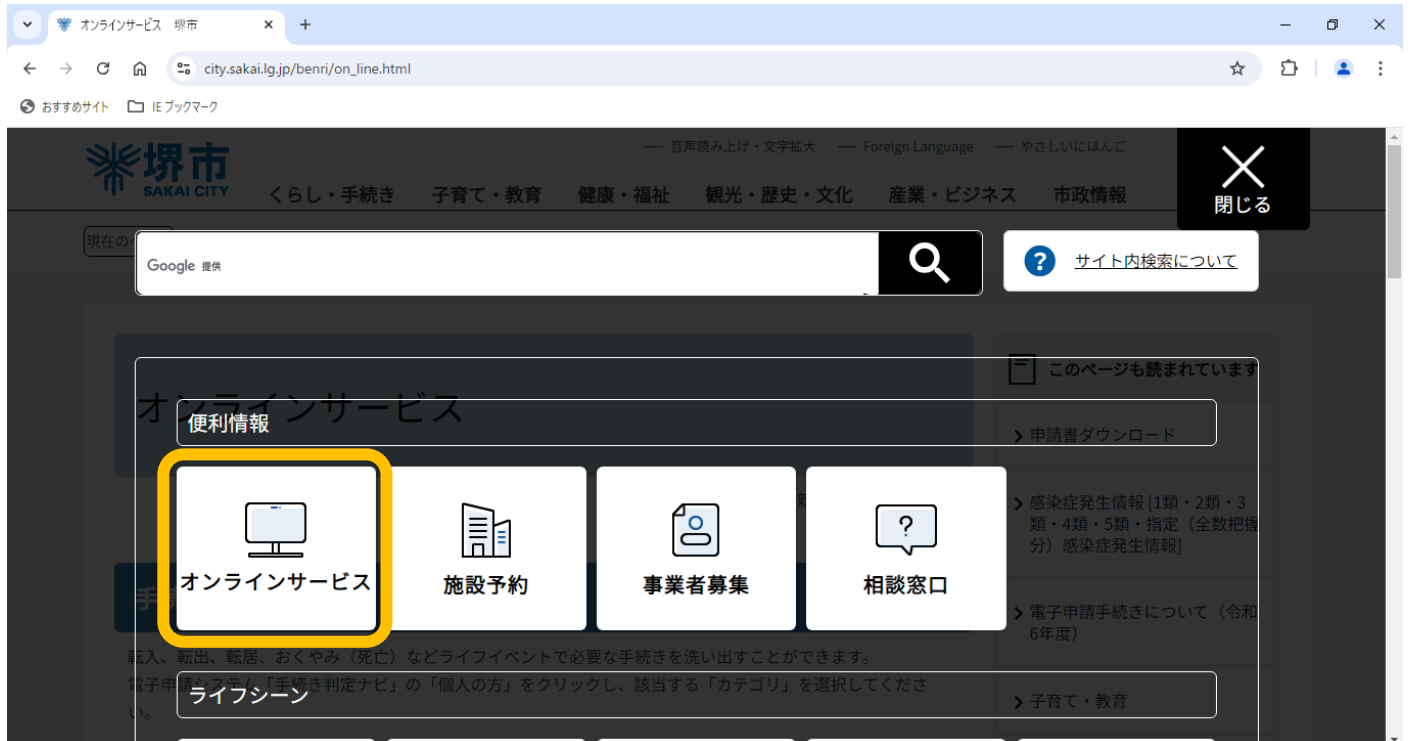 オンラインサービス 堺市
city.sakai.lg.jp/benri/on_line.html
おすすめサイト IE ブックマーク
音声読み上げ・文字拡大 Foreign Language やさしいにほんご
堺市
SAKAI CITY
くらし・手続き 子育て・教育 健康・福祉 観光・歴史・文化 産業・ビジネス 市政情報
閉じる
現在の
Google 提供
サイト内検索について
このページも読まれています
オンラインサービス
便利情報
申請書ダウンロード
オンラインサービス
施設予約
事業者募集
相談窓口
感染症発生情報 [1類・2類・3
類・4類・5類・指定（全数把握
分）感染症発生情報]
電子申請手続きについて（令和
6年度）
転入、転出、転居、おくやみ（死亡）などライフイベントで必要な手続きを洗い出すことができます。
電子申請システム「手続き判定ナビ」の「個人の方」をクリックし、該当する「カテゴリ」を選択してくださ
い。
ライフシーン
子育て・教育